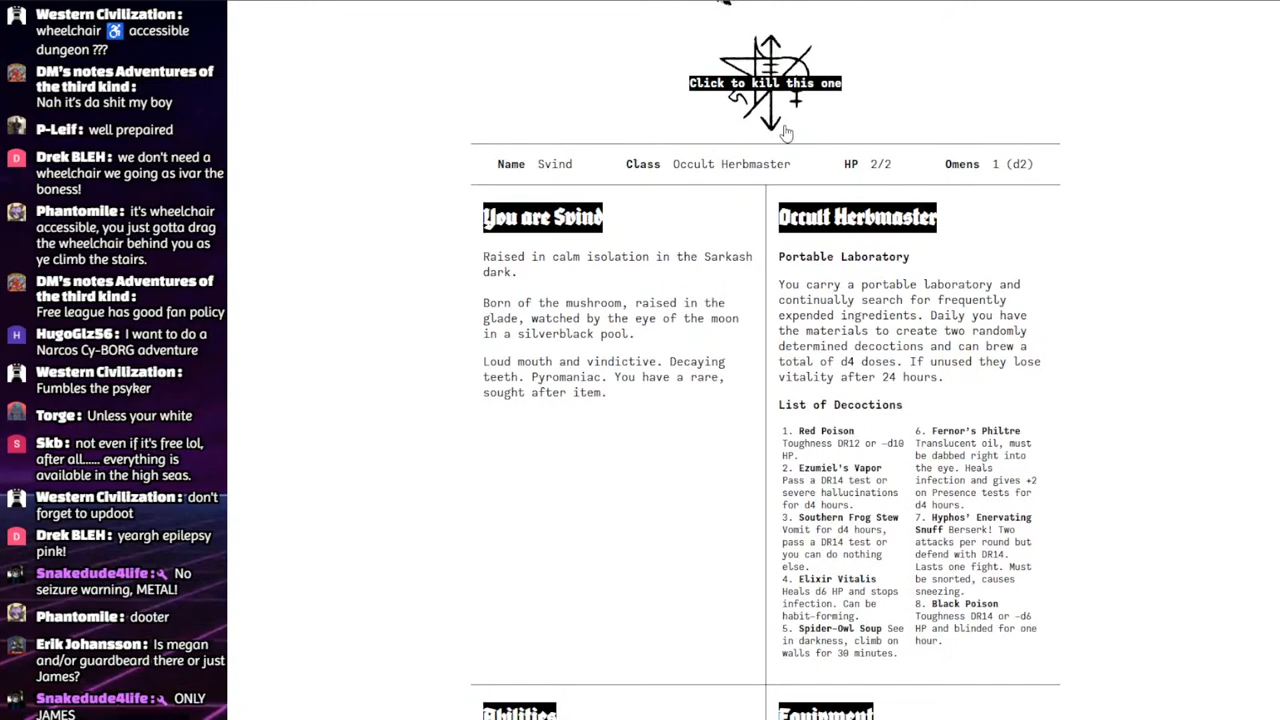 Western Civilization :
wheelchair ♿ accessible
dungeon ???
DM's notes Adventures of
the third kind :
Nah it's da shit my boy
P-Leif : well prepaired
Drek BLEH : we don't need a
wheelchair we going as ivar the
boness!
Phantomile : it's wheelchair
accessible, you just gotta drag
the wheelchair behind you as
ye climb the stairs.
DM's notes Adventures of
the third kind :
Free league has good fan policy
HugoGlz56 : I want to do a
Narcos Cy-BORG adventure
Western Civilization :
Fumbles the psyker
Torge : Unless your white
Skb : not even if it's free lol,
after all...... everything is
available in the high seas.
Western Civilization : don't
forget to updoot
Drek BLEH : yeargh epilepsy
pink!
Snakedude4life : No
seizure warning, METAL!
Phantomile : dooter
Erik Johansson : Is megan
and/or guardbeard there or just
James?
Snakedude4life : ONLY
JAMES
Click to kill this one
Name Svind Class Occult Herbmaster HP 2/2 Omens 1 (d2)
You are Svind
Raised in calm isolation in the Sarkash
dark.
Born of the mushroom, raised in the
glade, watched by the eye of the moon
in a silverblack pool.
Loud mouth and vindictive. Decaying
teeth. Pyromaniac. You have a rare,
sought after item.
Occult Herbmaster
Portable Laboratory
You carry a portable laboratory and
continually search for frequently
expended ingredients. Daily you have
the materials to create two randomly
determined decoctions and can brew a
total of d4 doses. If unused they lose
vitality after 24 hours.
List of Decoctions
1. Red Poison
Toughness DR12 or -d10
HP.
2. Ezumiel's Vapor
Pass a DR14 test or
severe hallucinations
for d4 hours.
3. Southern Frog Stew
Vomit for d4 hours,
pass a DR14 test or
you can do nothing
else.
4. Elixir Vitalis
Heals d6 HP and stops
infection. Can be
habit-forming.
5. Spider-Owl Soup See
in darkness, climb on
walls for 30 minutes.
6. Fernor's Philtre
Translucent oil, must
be dabbed right into
the eye. Heals
infection and gives +2
on Presence tests for
d4 hours.
7. Hyphos' Enervating
Snuff Berserk! Two
attacks per round but
defend with DR14.
Lasts one fight. Must
be snorted, causes
sneezing.
8. Black Poison
Toughness DR14 or -d6
HP and blinded for one
hour.
Abilities
Equipment